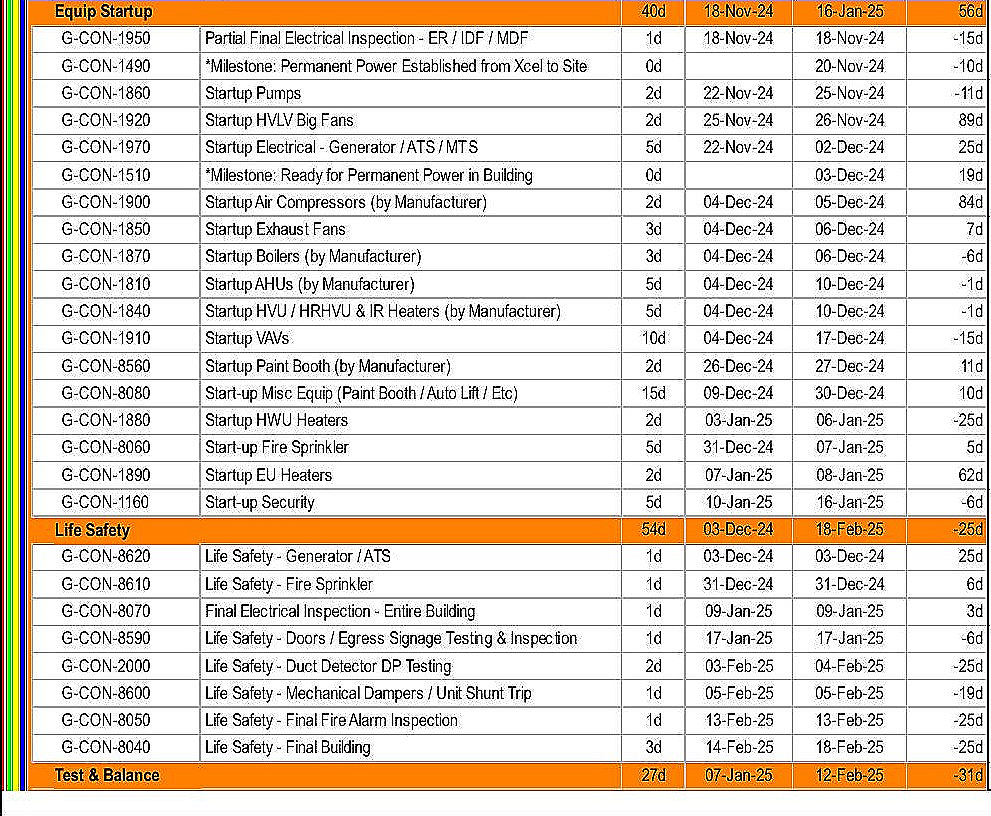 Equip Startup 40d 18-Nov-24 16-Jan-25 56d
G-CON-1950 Partial Final Electrical Inspection - ER / IDF / MDF 1d 18-Nov-24 18-Nov-24 -15d
G-CON-1490 *Milestone: Permanent Power Established from Xcel to Site 0d 20-Nov-24 -10d
G-CON-1860 Startup Pumps 2d 22-Nov-24 25-Nov-24 -11d
G-CON-1920 Startup HVLV Big Fans 2d 25-Nov-24 26-Nov-24 89d
G-CON-1970 Startup Electrical - Generator / ATS / MTS 5d 22-Nov-24 02-Dec-24 25d
G-CON-1510 *Milestone: Ready for Permanent Power in Building 0d 03-Dec-24 19d
G-CON-1900 Startup Air Compressors (by Manufacturer) 2d 04-Dec-24 05-Dec-24 84d
G-CON-1850 Startup Exhaust Fans 3d 04-Dec-24 06-Dec-24 7d
G-CON-1870 Startup Boilers (by Manufacturer) 3d 04-Dec-24 06-Dec-24 -6d
G-CON-1810 Startup AHUs (by Manufacturer) 5d 04-Dec-24 10-Dec-24 -1d
G-CON-1840 Startup HVU / HRHVU & IR Heaters (by Manufacturer) 5d 04-Dec-24 10-Dec-24 -1d
G-CON-1910 Startup VAVs 10d 04-Dec-24 17-Dec-24 -15d
G-CON-8560 Startup Paint Booth (by Manufacturer) 2d 26-Dec-24 27-Dec-24 11d
G-CON-8080 Start-up Misc Equip (Paint Booth / Auto Lift / Etc) 15d 09-Dec-24 30-Dec-24 10d
G-CON-1880 Startup HWU Heaters 2d 03-Jan-25 06-Jan-25 -25d
G-CON-8060 Start-up Fire Sprinkler 5d 31-Dec-24 07-Jan-25 5d
G-CON-1890 Startup EU Heaters 2d 07-Jan-25 08-Jan-25 62d
G-CON-1160 Start-up Security 5d 10-Jan-25 16-Jan-25 -6d
Life Safety 54d 03-Dec-24 18-Feb-25 -25d
G-CON-8620 Life Safety - Generator / ATS 1d 03-Dec-24 03-Dec-24 25d
G-CON-8610 Life Safety - Fire Sprinkler 1d 31-Dec-24 31-Dec-24 6d
G-CON-8070 Final Electrical Inspection - Entire Building 1d 09-Jan-25 09-Jan-25 3d
G-CON-8590 Life Safety - Doors / Egress Signage Testing & Inspection 1d 17-Jan-25 17-Jan-25 -6d
G-CON-2000 Life Safety - Duct Detector DP Testing 2d 03-Feb-25 04-Feb-25 -25d
G-CON-8600 Life Safety - Mechanical Dampers / Unit Shunt Trip 1d 05-Feb-25 05-Feb-25 -19d
G-CON-8050 Life Safety - Final Fire Alarm Inspection 1d 13-Feb-25 13-Feb-25 -25d
G-CON-8040 Life Safety - Final Building 3d 14-Feb-25 18-Feb-25 -25d
Test & Balance 27d 07-Jan-25 12-Feb-25 -31d